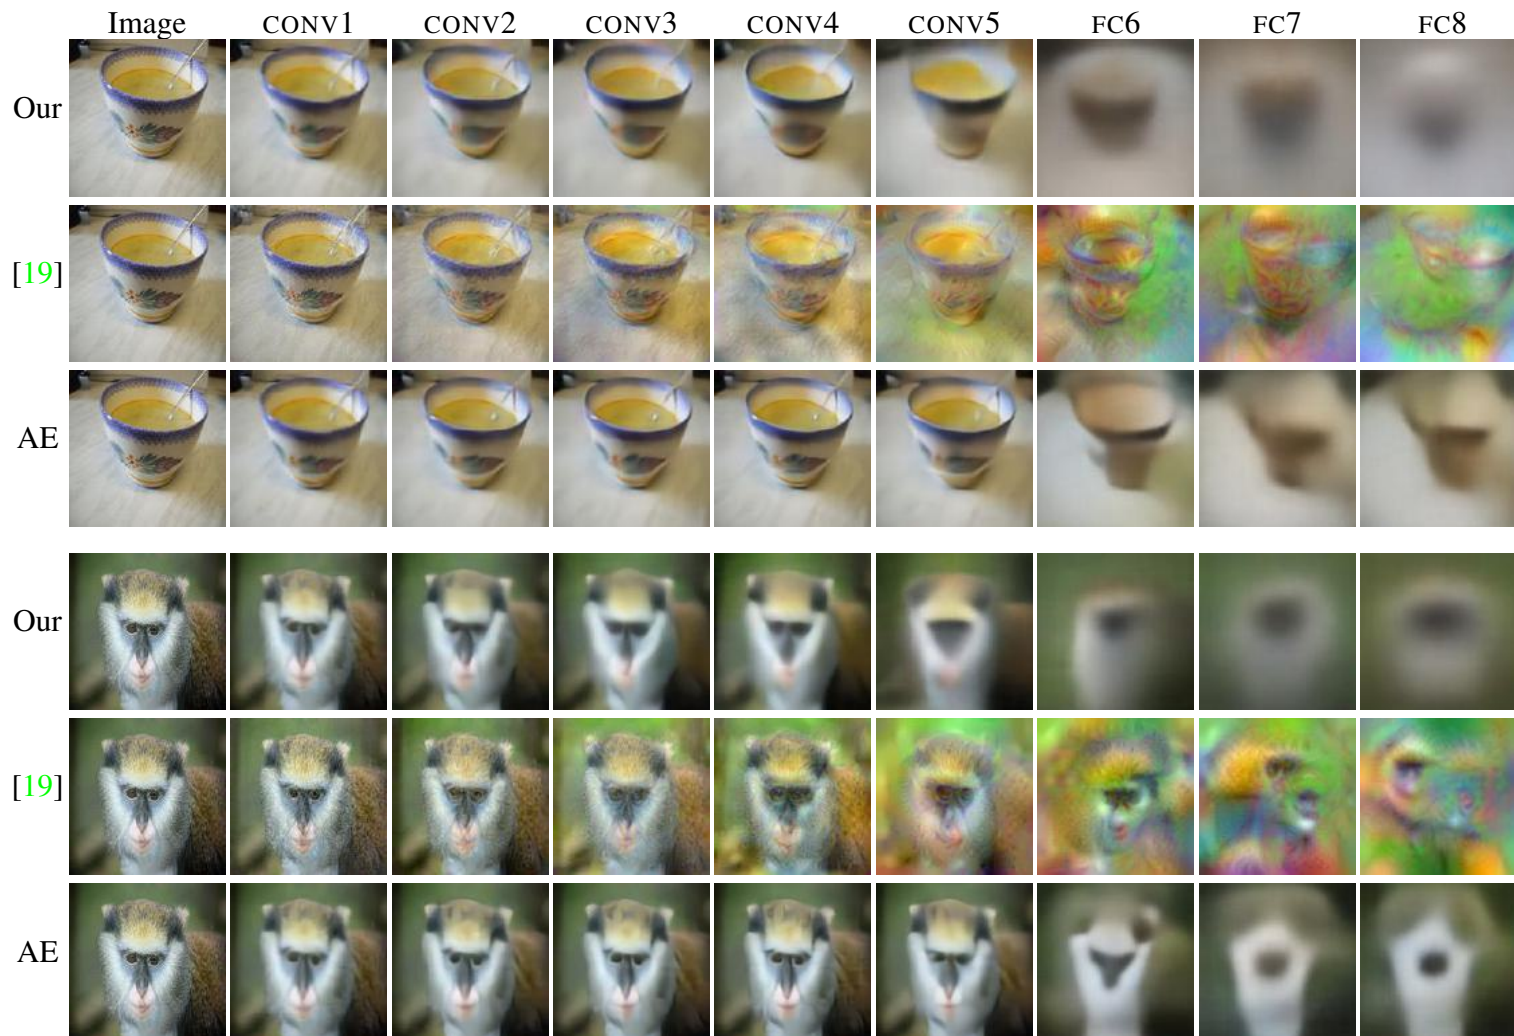 Image CONV1 CONV2 CONV3 CONV4 CONV5 FC6 FC7 FC8
Our
[19]
AE
Our
[19]
AE